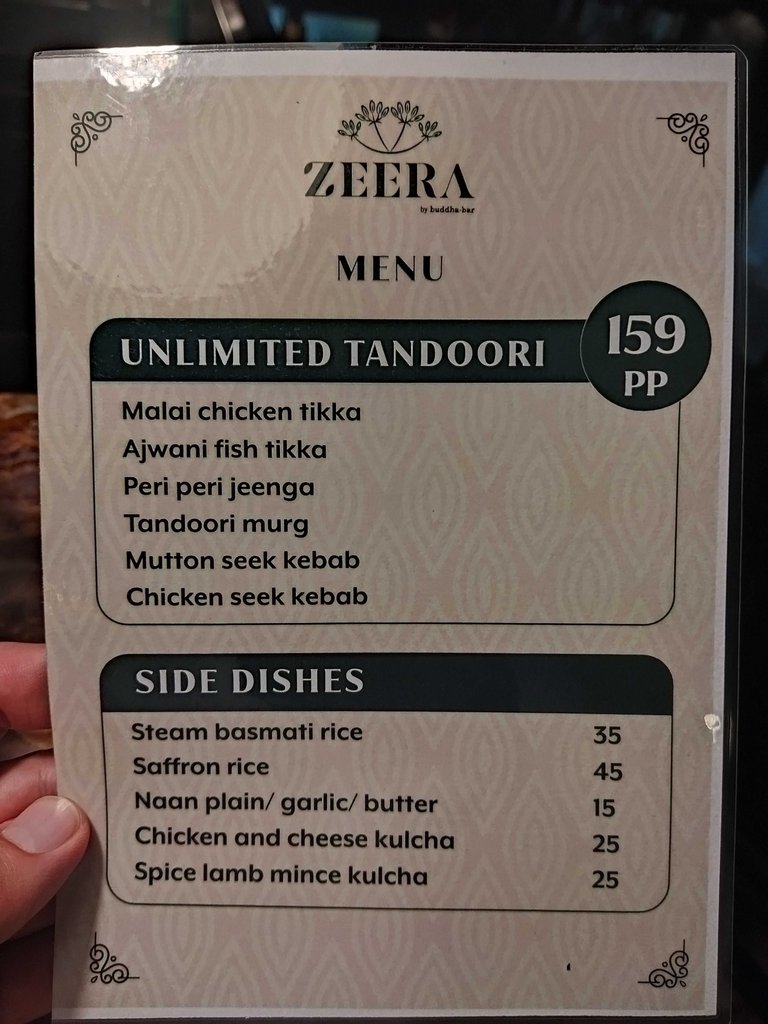 ZEERA
by buddha-bar
MENU
UNLIMITED TANDOORI
159
PP
Malai chicken tikka
Ajwani fish tikka
Peri peri jeenga
Tandoori murg
Mutton seek kebab
Chicken seek kebab
SIDE DISHES
Steam basmati rice 35
Saffron rice 45
Naan plain/ garlic/ butter 15
Chicken and cheese kulcha 25
Spice lamb mince kulcha 25